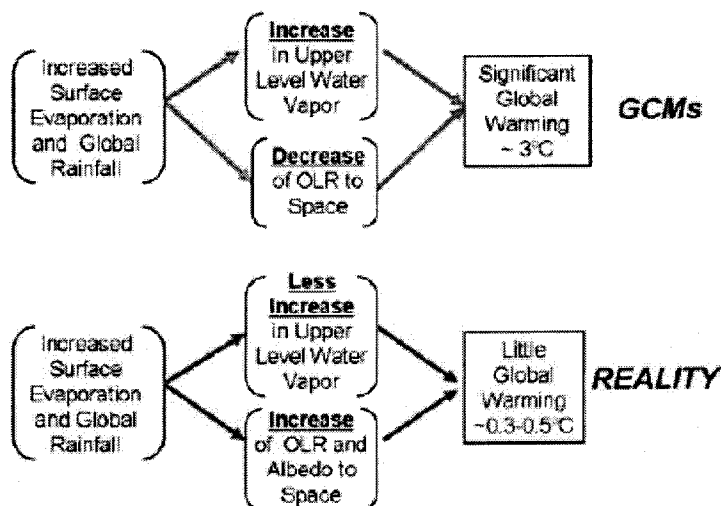 Increased
Surface
Evaporation
and Global
Rainfall
Increase
in Upper
Level Water
Vapor
Decrease
of OLR to
Space
Significant
Global
Warming
~ 3°C
GCMs
Increased
Surface
Evaporation
and Global
Rainfall
Less
Increase
in Upper
Level Water
Vapor
Increase
of OLR and
Albedo to
Space
Little
Global
Warming
~0.3-0.5°C
REALITY